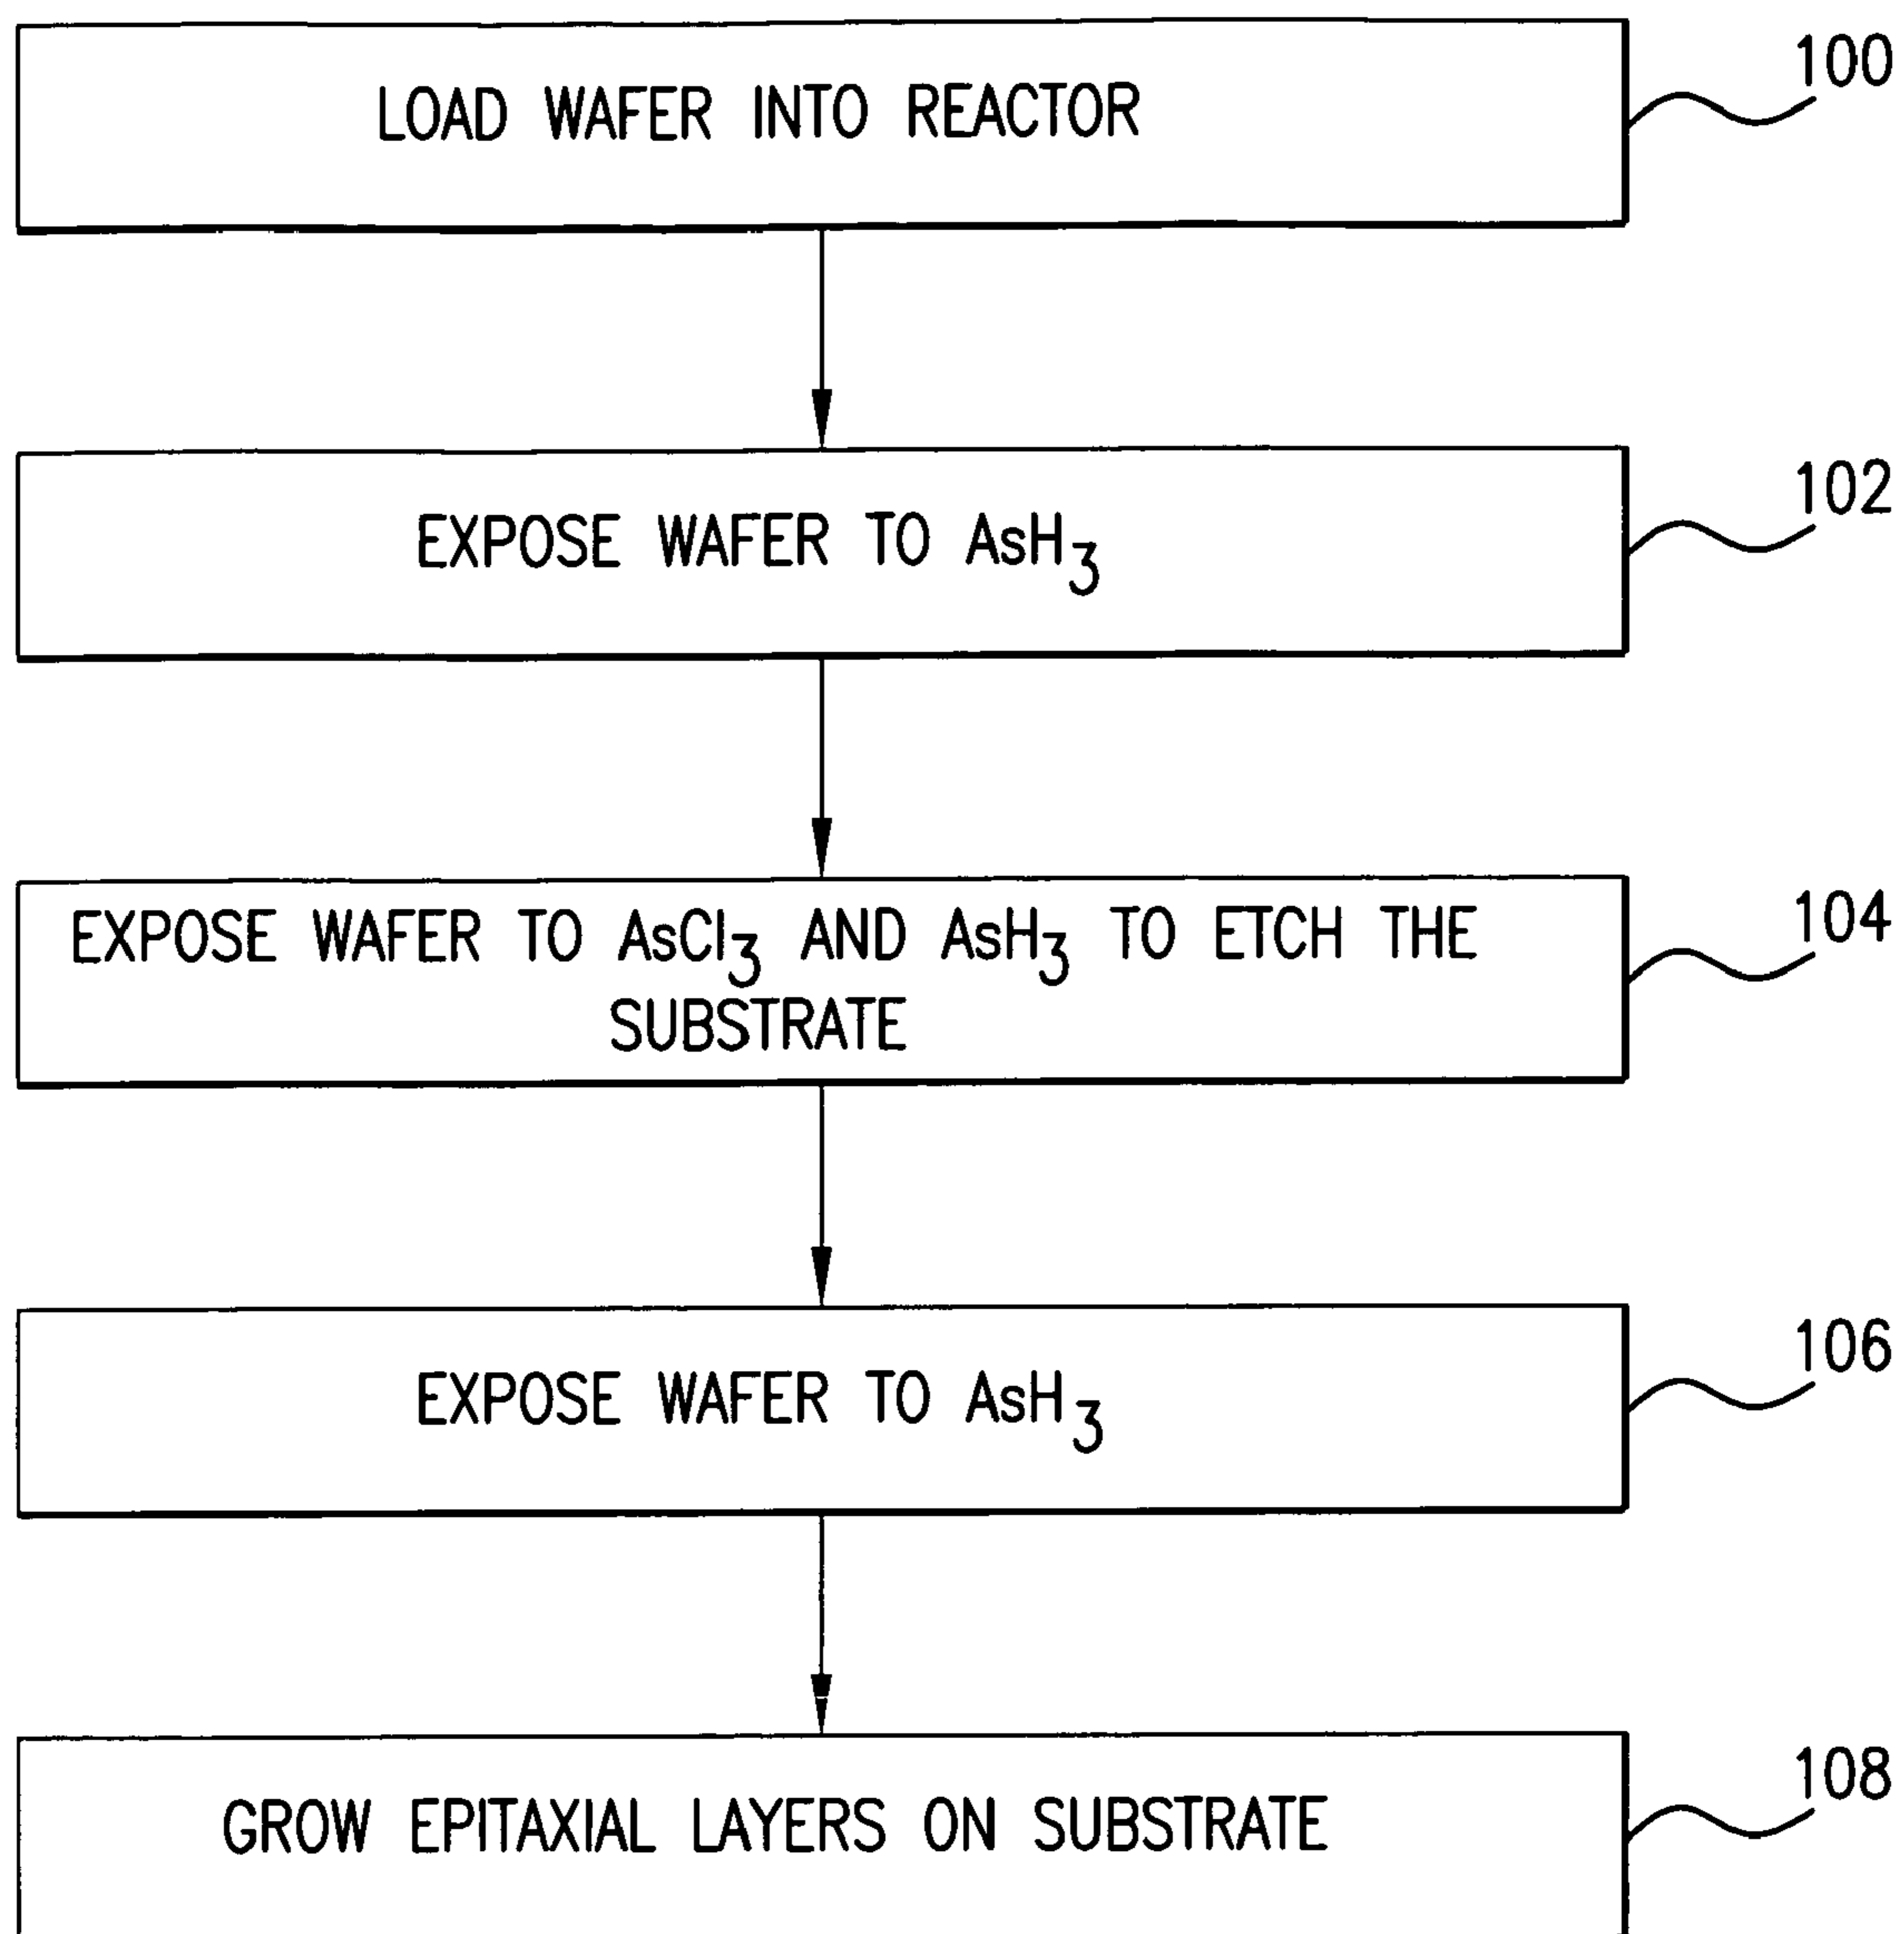 LOAD WAFER INTO REACTOR
100
EXPOSE WAFER TO AsH3
102
EXPOSE WAFER TO AsCl3 AND AsH3 TO ETCH THE
SUBSTRATE
104
EXPOSE WAFER TO AsH3
106
GROW EPITAXIAL LAYERS ON SUBSTRATE
108